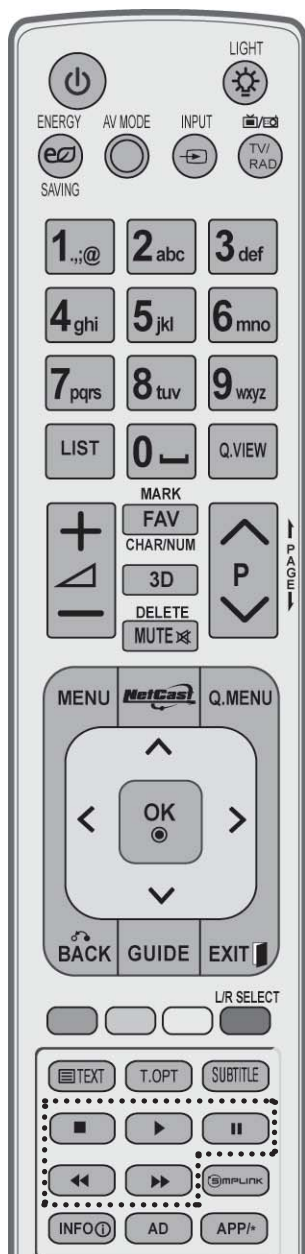 LIGHT
ENERGY AV MODE INPUT
TV/
RAD
SAVING
1.,;@ 2abc 3def
4ghi 5jkl 6mno
7pqrs 8tuv 9wxyz
LIST 0 Q.VIEW
MARK
FAV
CHAR/NUM
3D
P
PAGE
DELETE
MUTE
MENU NetCast Q.MENU
OK
BACK GUIDE EXIT
L/R SELECT
TEXT T.OPT SUBTITLE
SIMPLINK
INFO AD APP/*